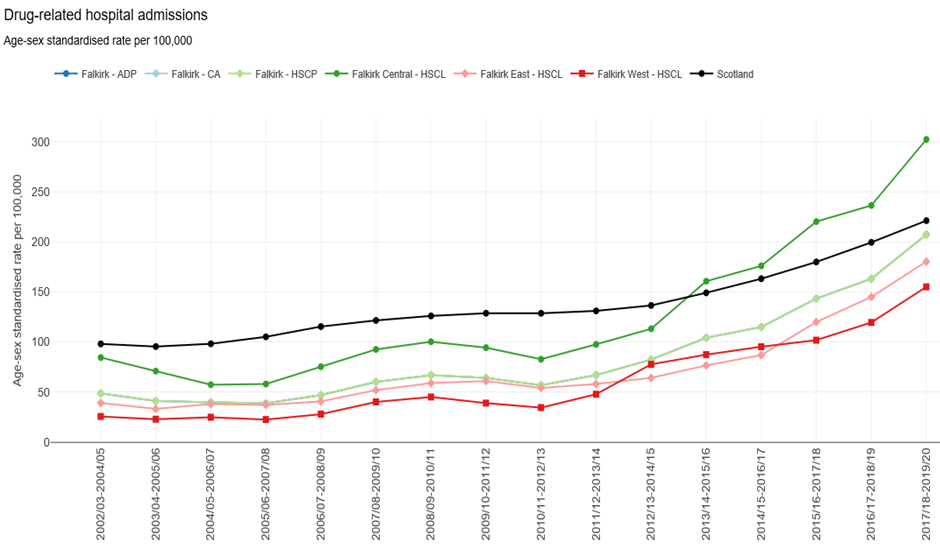 Drug-related hospital admissions
Age-sex standardised rate per 100,000
Falkirk - ADP
Falkirk - CA
Falkirk - HSCP
Falkirk Central - HSCL
Falkirk East - HSCL
Falkirk West - HSCL
Scotland
Age-sex standardised rate per 100,000
300
250
200
150
100
50
0
2002/03-2004/05
2003/04-2005/06
2004/05-2006/07
2005/06-2007/08
2006/07-2008/09
2007/08-2009/10
2008/09-2010/11
2009/10-2011/12
2010/11-2012/13
2011/12-2013/14
2012/13-2014/15
2013/14-2015/16
2014/15-2016/17
2015/16-2017/18
2016/17-2018/19
2017/18-2019/20